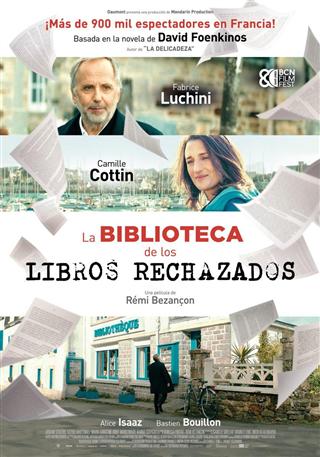 Gaumont presenta una producción de Mandarin Production
¡Más de 900 mil espectadores en Francia!
Basada en la novela de David Foenkinos
Autor de "LA DELICADEZA"
BCN
FILM
FEST
Fabrice
Luchini
Camille
Cottin
La BIBLIOTECA
de los
LIBROS RECHAZADOS
Una película de
Rémi Bezançon
BIBLIOTHÈQUE
Alice Isaaz Bastien Bouillon